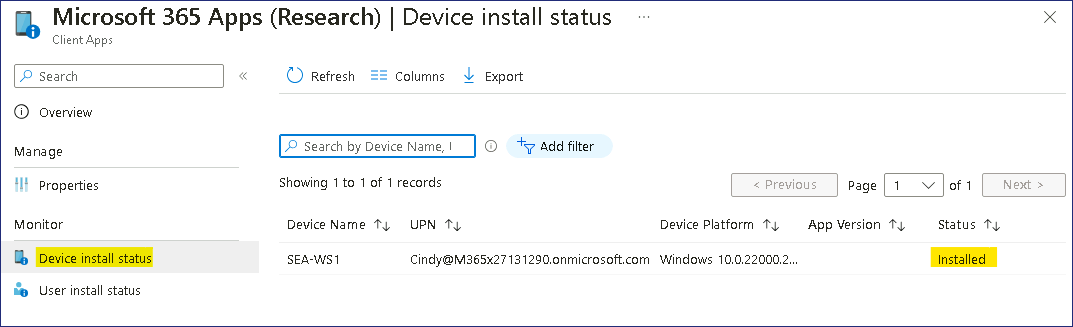 Microsoft 365 Apps (Research) | Device install status ...
Client Apps
Search «
Refresh Columns Export
Overview
Search by Device Name, U Add filter
Manage
Properties
Showing 1 to 1 of 1 records < Previous Page 1 of 1 Next >
Monitor
Device Name UPN Device Platform App Version Status
Device install status
SEA-WS1 Cindy@M365x27131290.onmicrosoft.com Windows 10.0.22000.2... Installed
User install status